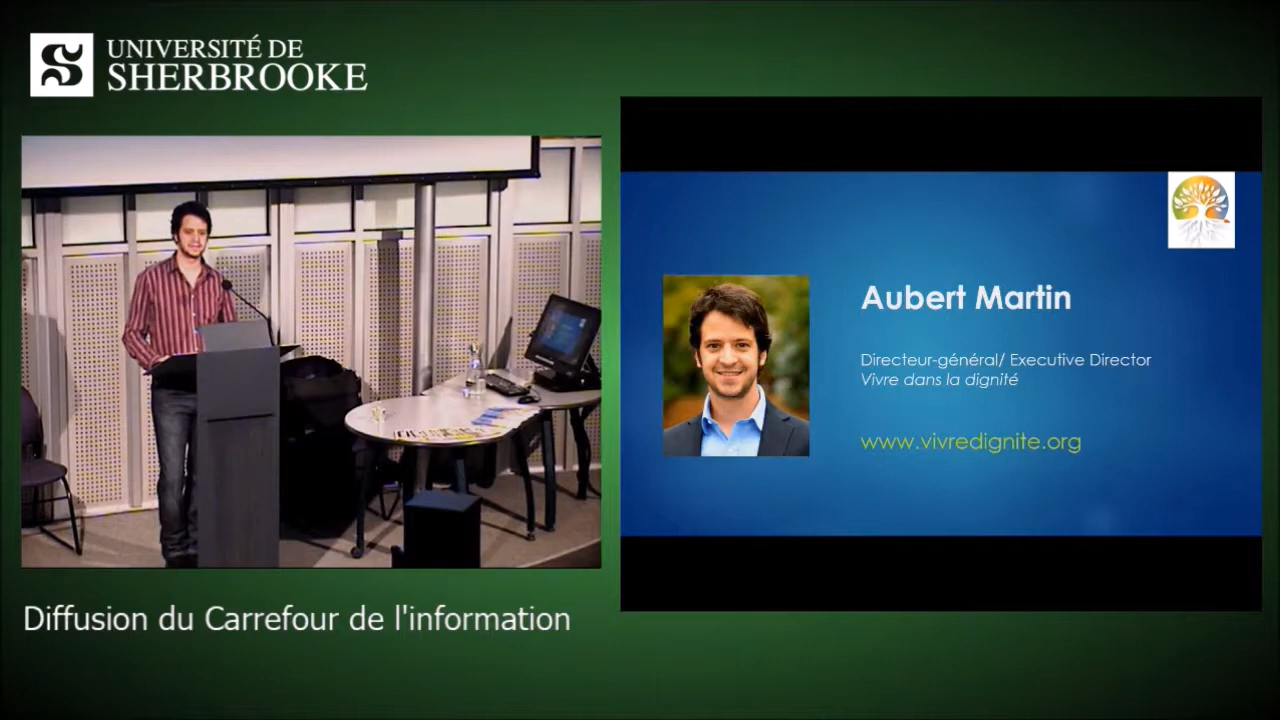 UNIVERSITÉ DE
SHERBROOKE
Aubert Martin
Directeur-général/ Executive Director
Vivre dans la dignité
www.vivredignite.org
Diffusion du Carrefour de l'information